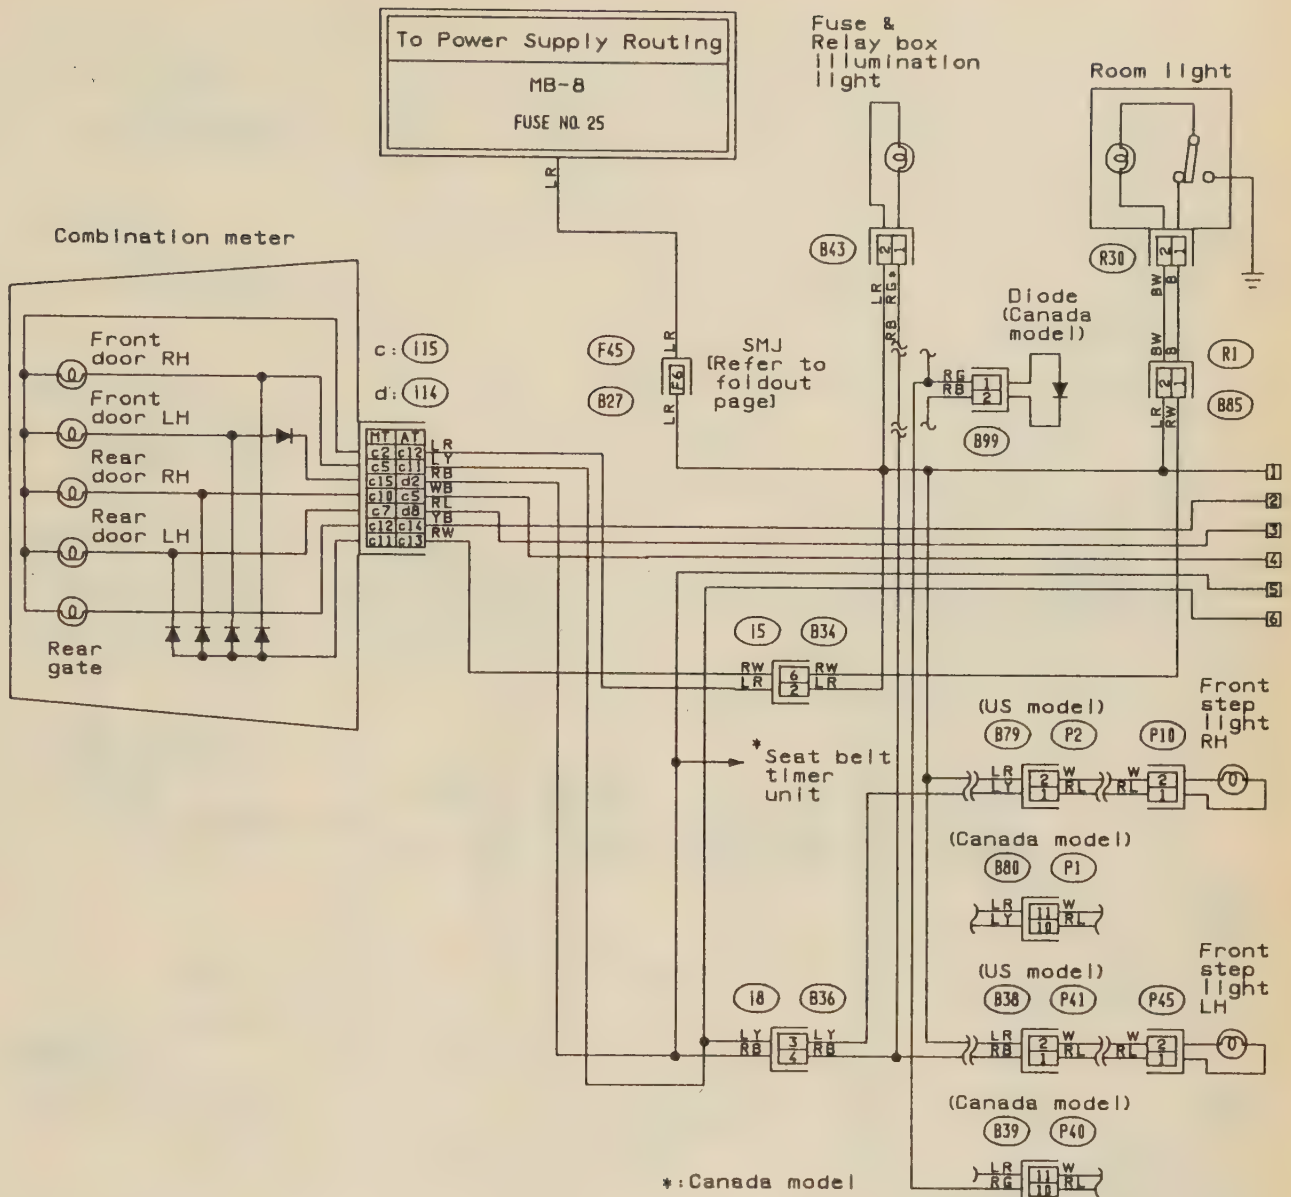 To Power Supply Routing
MB-8
FUSE NO. 25
LR
Fuse &
Relay box
illumination
light
Room light
B43
2 1
LR
RG*
RB
R30
2 1
BW B
BW B
R1
2 1
B85
LR RW
Diode
(Canada
model)
RG 1
RB 2
B99
Combination meter
Front
door RH
Front
door LH
Rear
door RH
Rear
door LH
Rear
gate
c: i15
d: i14
MT AT
c2 c12 LR
c5 c11 LY
c15 d2 RB
c10 c5 WB
c7 d8 RL
c12 c14 YB
c11 c13 RW
F45
LR
F6
SMJ
[Refer to
foldout
page]
B27
LR
1
2
3
4
5
6
i5 B34
RW 6 RW
LR 2 LR
* Seat belt
timer
unit
(US model)
B79 P2 P10
Front
step
light
RH
LR 2 W W 2
LY 1 RL RL 1
(Canada model)
B80 P1
LR 11 W
LY 10 RL
i8 B36
LY 3 LY
RB 4 RB
(US model)
B38 P41 P45
Front
step
light
LH
LR 2 W W 2
RB 1 RL RL 1
(Canada model)
B39 P40
LR 11 W
RG 10 RL
*: Canada model